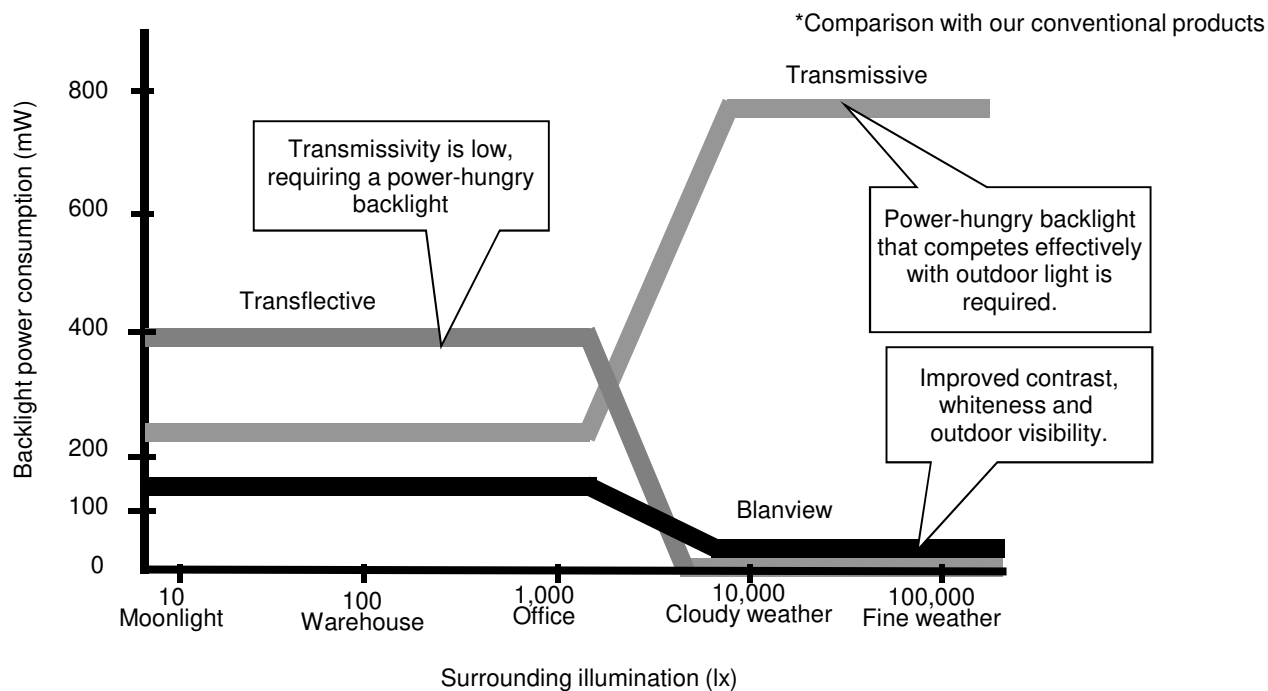 *Comparison with our conventional products
Transmissive
800
Transmissivity is low,
requiring a power-hungry
backlight
Power-hungry backlight
that competes effectively
with outdoor light is
required.
600
Transflective
400
Improved contrast,
whiteness and
outdoor visibility.
200
100
Blanview
0
Backlight power consumption (mW)
10
100
1,000
10,000
100,000
Moonlight
Warehouse
Office
Cloudy weather
Fine weather
Surrounding illumination (lx)